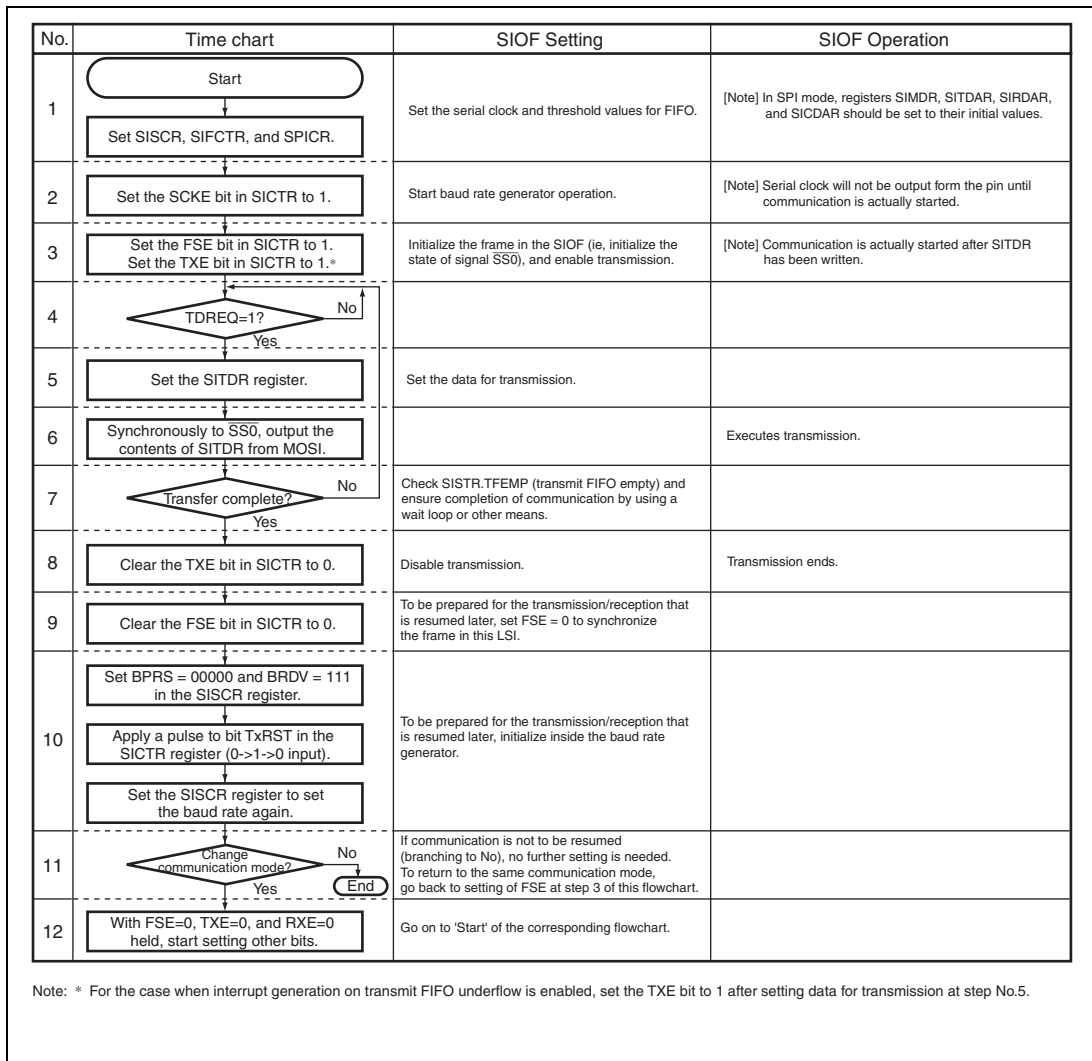 No.
Time chart
SIOF Setting
SIOF Operation
1
Start
Set SISCR, SIFCTR, and SPICR.
Set the serial clock and threshold values for FIFO.
[Note] In SPI mode, registers SIMDR, SITDAR, SIRDAR,
and SICDAR should be set to their initial values.
2
Set the SCKE bit in SICTR to 1.
Start baud rate generator operation.
[Note] Serial clock will not be output form the pin until
communication is actually started.
3
Set the FSE bit in SICTR to 1.
Set the TXE bit in SICTR to 1.*
Initialize the frame in the SIOF (ie, initialize the
state of signal SS0), and enable transmission.
[Note] Communication is actually started after SITDR
has been written.
4
TDREQ=1?
No
Yes
5
Set the SITDR register.
Set the data for transmission.
6
Synchronously to SS0, output the
contents of SITDR from MOSI.
Executes transmission.
7
Transfer complete?
No
Yes
Check SISTR.TFEMP (transmit FIFO empty) and
ensure completion of communication by using a
wait loop or other means.
8
Clear the TXE bit in SICTR to 0.
Disable transmission.
Transmission ends.
9
Clear the FSE bit in SICTR to 0.
To be prepared for the transmission/reception that
is resumed later, set FSE = 0 to synchronize
the frame in this LSI.
10
Set BPRS = 00000 and BRDV = 111
in the SISCR register.
Apply a pulse to bit TxRST in the
SICTR register (0->1->0 input).
Set the SISCR register to set
the baud rate again.
To be prepared for the transmission/reception that
is resumed later, initialize inside the baud rate
generator.
11
Change
communication mode?
No
End
Yes
If communication is not to be resumed
(branching to No), no further setting is needed.
To return to the same communication mode,
go back to setting of FSE at step 3 of this flowchart.
12
With FSE=0, TXE=0, and RXE=0
held, start setting other bits.
Go on to 'Start' of the corresponding flowchart.
Note: * For the case when interrupt generation on transmit FIFO underflow is enabled, set the TXE bit to 1 after setting data for transmission at step No.5.